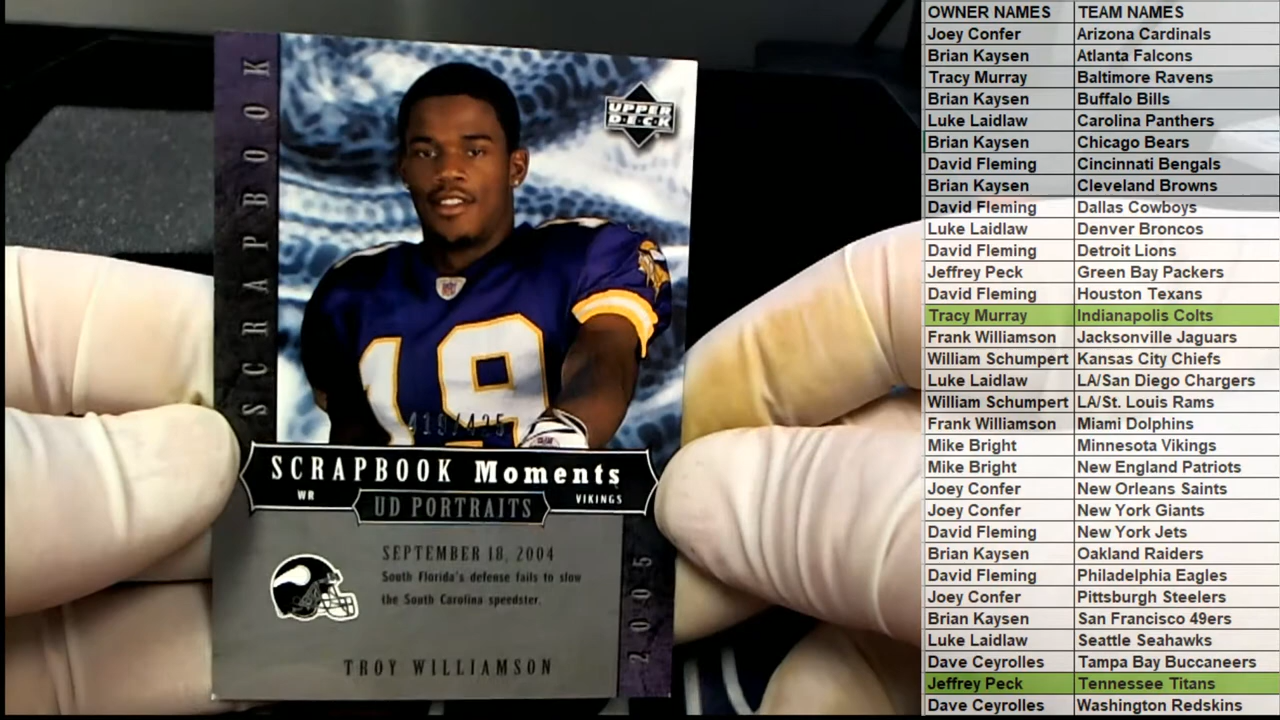 SCRAPBOOK
UPPER
DECK
NFL
19
419/425
SCRAPBOOK Moments
WR
UD PORTRAITS
VIKINGS
SEPTEMBER 18, 2004
South Florida's defense fails to slow
the South Carolina speedster.
TROY WILLIAMSON
2005
OWNER NAMES TEAM NAMES
Joey Confer Arizona Cardinals
Brian Kaysen Atlanta Falcons
Tracy Murray Baltimore Ravens
Brian Kaysen Buffalo Bills
Luke Laidlaw Carolina Panthers
Brian Kaysen Chicago Bears
David Fleming Cincinnati Bengals
Brian Kaysen Cleveland Browns
David Fleming Dallas Cowboys
Luke Laidlaw Denver Broncos
David Fleming Detroit Lions
Jeffrey Peck Green Bay Packers
David Fleming Houston Texans
Tracy Murray Indianapolis Colts
Frank Williamson Jacksonville Jaguars
William Schumpert Kansas City Chiefs
Luke Laidlaw LA/San Diego Chargers
William Schumpert LA/St. Louis Rams
Frank Williamson Miami Dolphins
Mike Bright Minnesota Vikings
Mike Bright New England Patriots
Joey Confer New Orleans Saints
Joey Confer New York Giants
David Fleming New York Jets
Brian Kaysen Oakland Raiders
David Fleming Philadelphia Eagles
Joey Confer Pittsburgh Steelers
Brian Kaysen San Francisco 49ers
Luke Laidlaw Seattle Seahawks
Dave Ceyrolles Tampa Bay Buccaneers
Jeffrey Peck Tennessee Titans
Dave Ceyrolles Washington Redskins